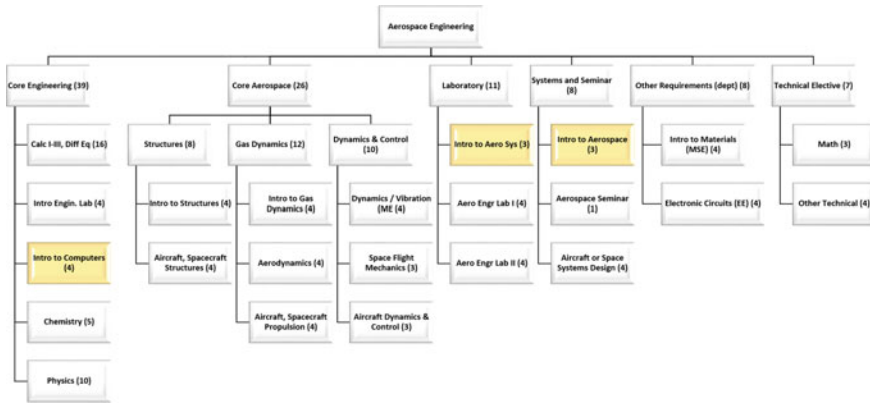 Aerospace Engineering
Core Engineering (39)
Core Aerospace (26)
Laboratory (11)
Systems and Seminar
(8)
Other Requirements (dept) (8)
Technical Elective (7)
Calc I-III, Diff Eq (16)
Structures (8)
Gas Dynamics (12)
Dynamics & Control
(10)
Intro to Aero Sys (3)
Intro to Aerospace
(3)
Intro to Materials
(MSE) (4)
Math (3)
Intro Engin. Lab (4)
Intro to Structures (4)
Intro to Gas
Dynamics (4)
Dynamics / Vibration
(ME (4)
Aero Engr Lab I (4)
Aerospace Seminar
(1)
Electronic Circuits (EE) (4)
Other Technical (4)
Intro to Computers
(4)
Aircraft, Spacecraft
Structures (4)
Aerodynamics (4)
Space Flight
Mechanics (3)
Aero Engr Lab II (4)
Aircraft or Space
Systems Design (4)
Chemistry (5)
Aircraft, Spacecraft
Propulsion (4)
Aircraft Dynamics &
Control (3)
Physics (10)